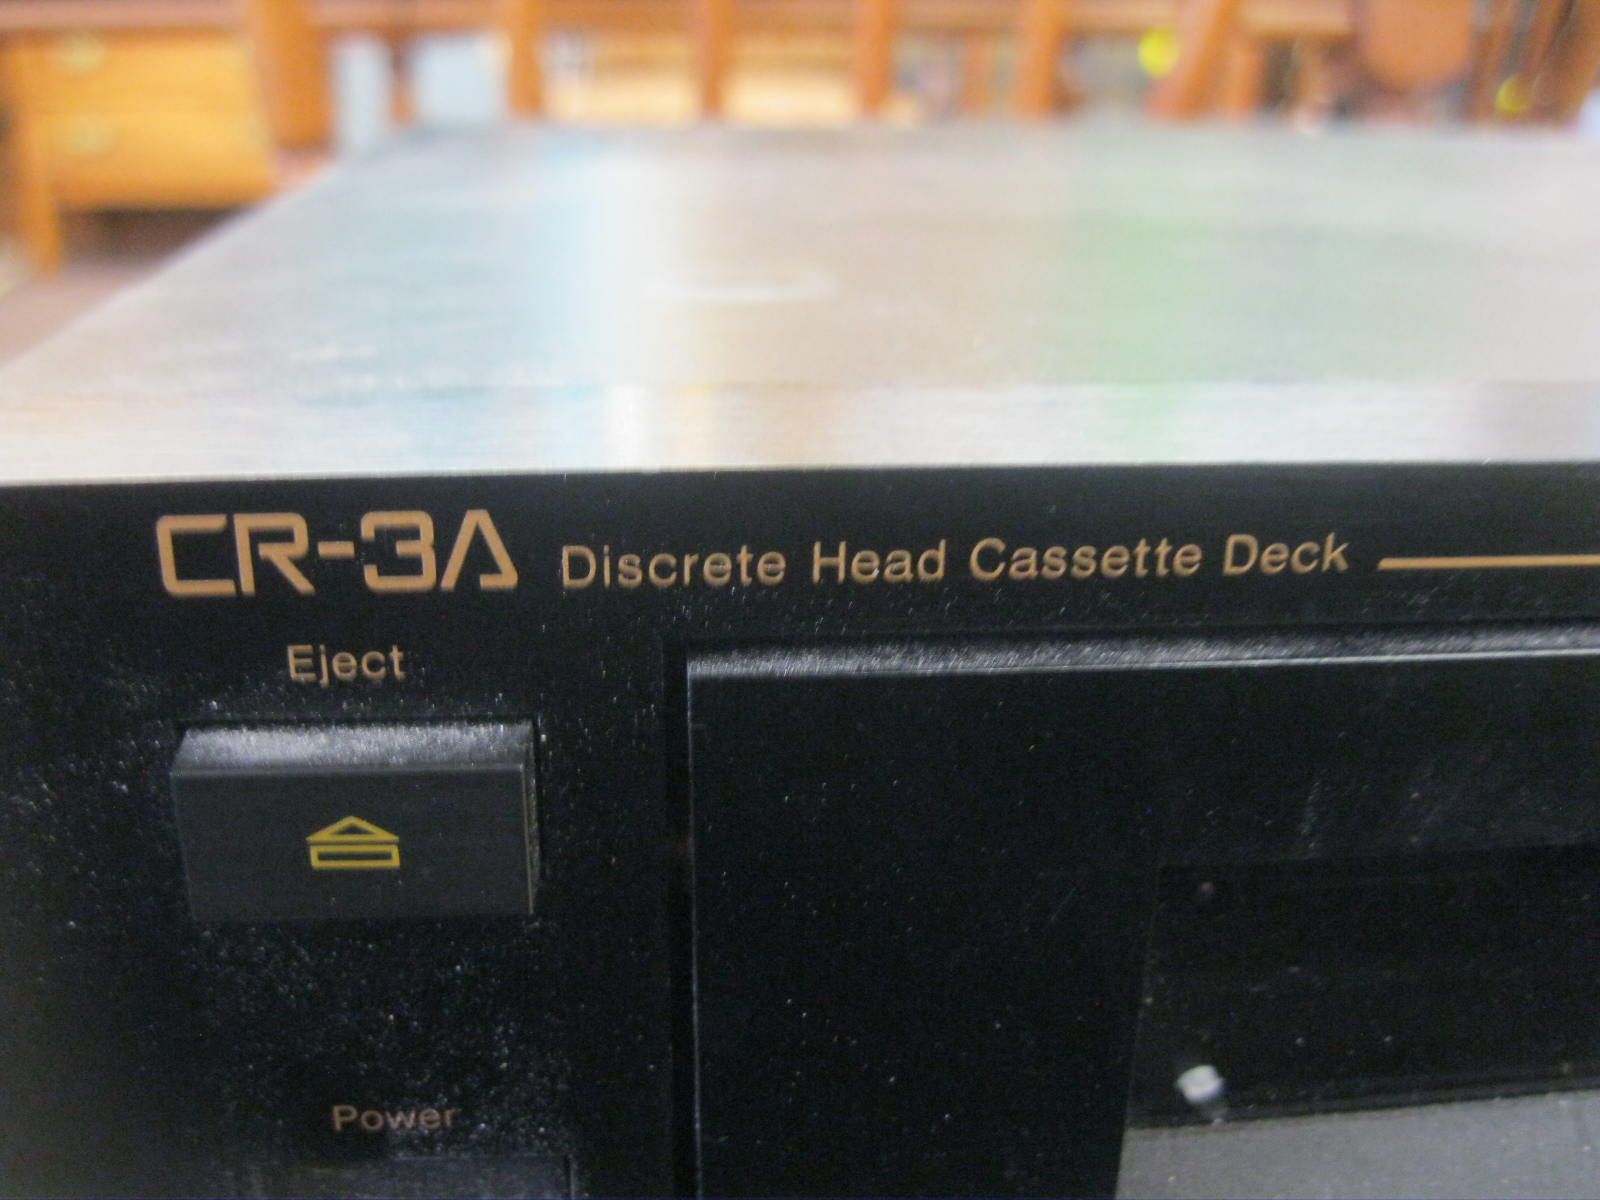 CR-3A Discrete Head Cassette Deck
Eject
Power